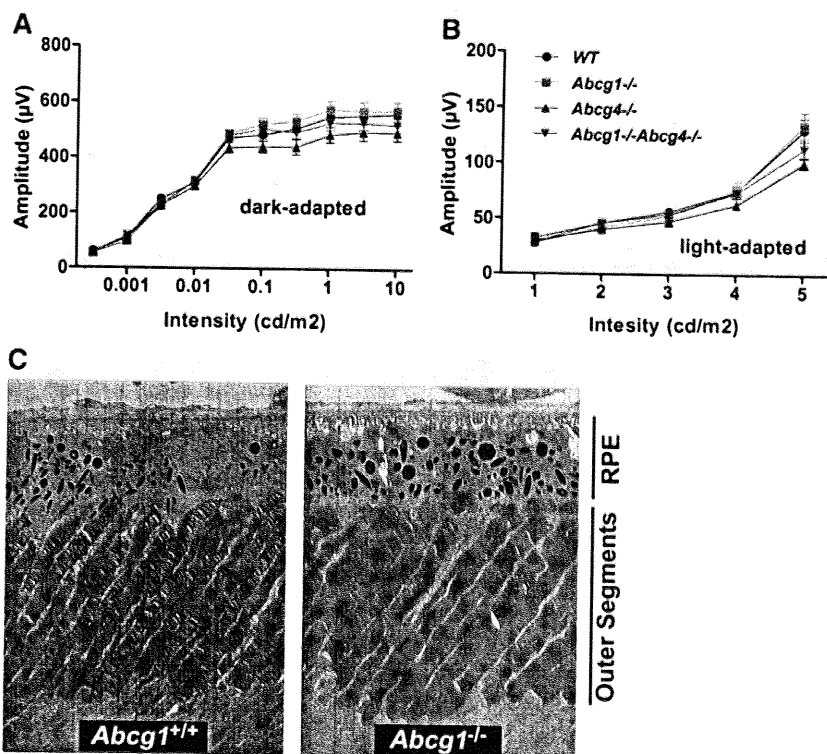 A
800
600
400
200
0
Amplitude (µV)
dark-adapted
0.001 0.01 0.1 1 10
Intensity (cd/m2)
B
200
150
100
50
0
Amplitude (µV)
WT
Abcg1-/-
Abcg4-/-
Abcg1-/-Abcg4-/-
light-adapted
1 2 3 4 5
Intesity (cd/m2)
C
RPE
Outer Segments
Abcg1+/+
Abcg1-/-